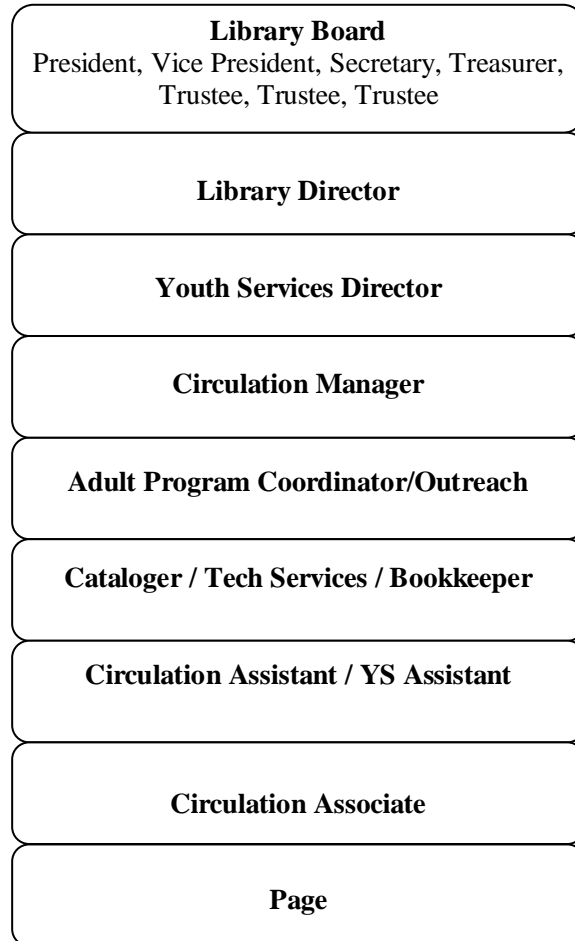 Library Board
President, Vice President, Secretary, Treasurer,
Trustee, Trustee, Trustee
Library Director
Youth Services Director
Circulation Manager
Adult Program Coordinator/Outreach
Cataloger / Tech Services / Bookkeeper
Circulation Assistant / YS Assistant
Circulation Associate
Page